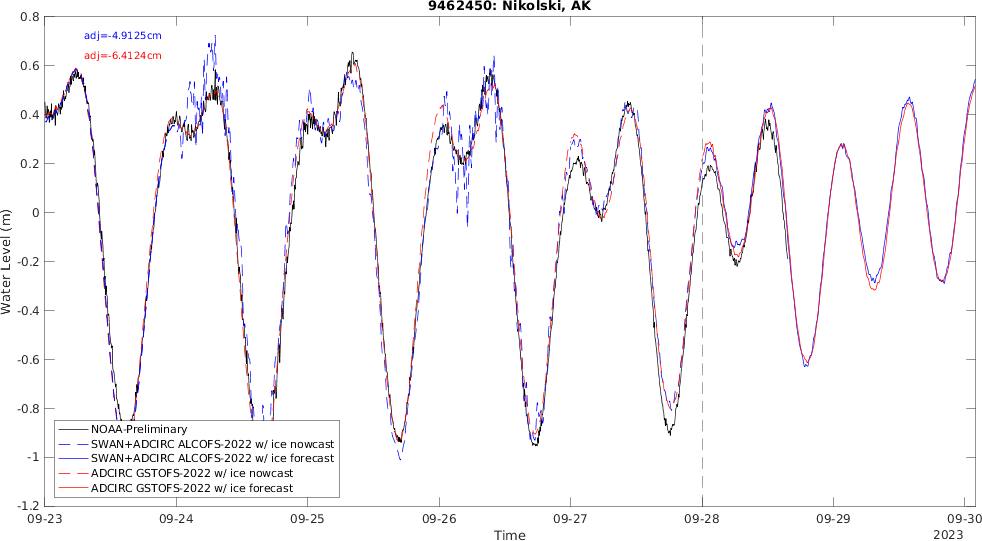 9462450: Nikolski, AK
adj=-4.9125cm
adj=-6.4124cm
Water Level (m)
0.8
0.6
0.4
0.2
0
-0.2
-0.4
-0.6
-0.8
-1
-1.2
NOAA-Preliminary
SWAN+ADCIRC ALCOFS-2022 w/ ice nowcast
SWAN+ADCIRC ALCOFS-2022 w/ ice forecast
ADCIRC GSTOFS-2022 w/ ice nowcast
ADCIRC GSTOFS-2022 w/ ice forecast
09-23 09-24 09-25 09-26 09-27 09-28 09-29 09-30
Time
2023